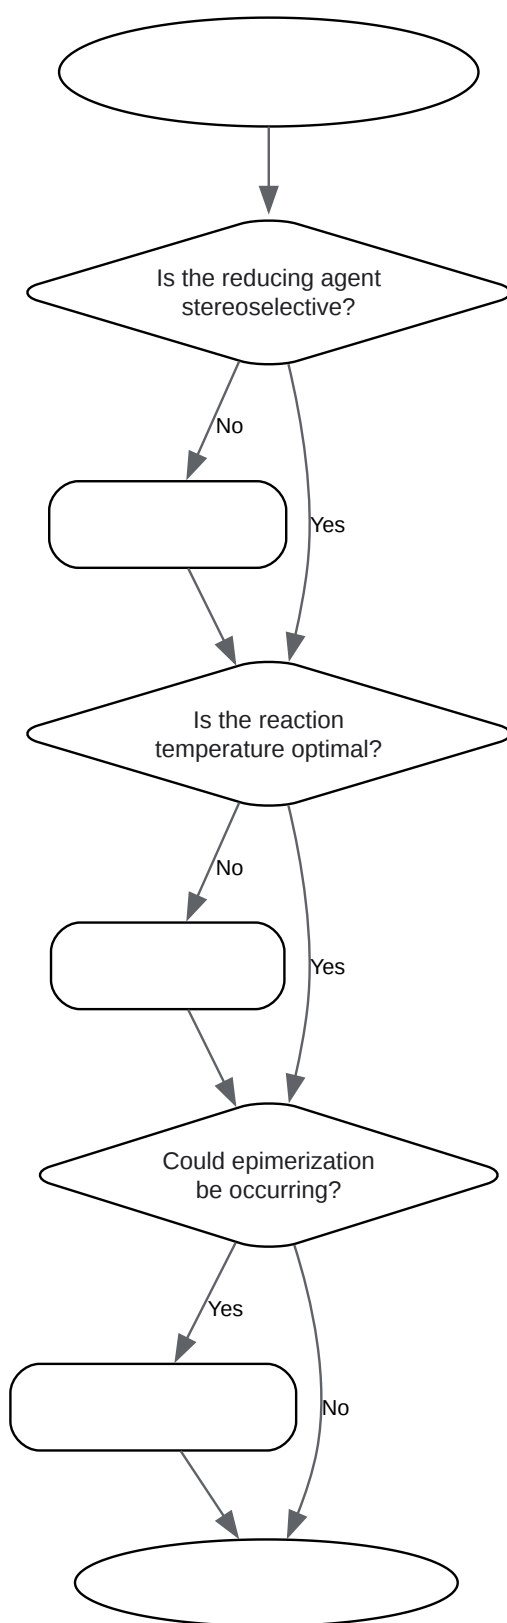 Is the reducing agent
stereoselective?
No
Yes
Is the reaction
temperature optimal?
No
Yes
Could epimerization
be occurring?
Yes
No